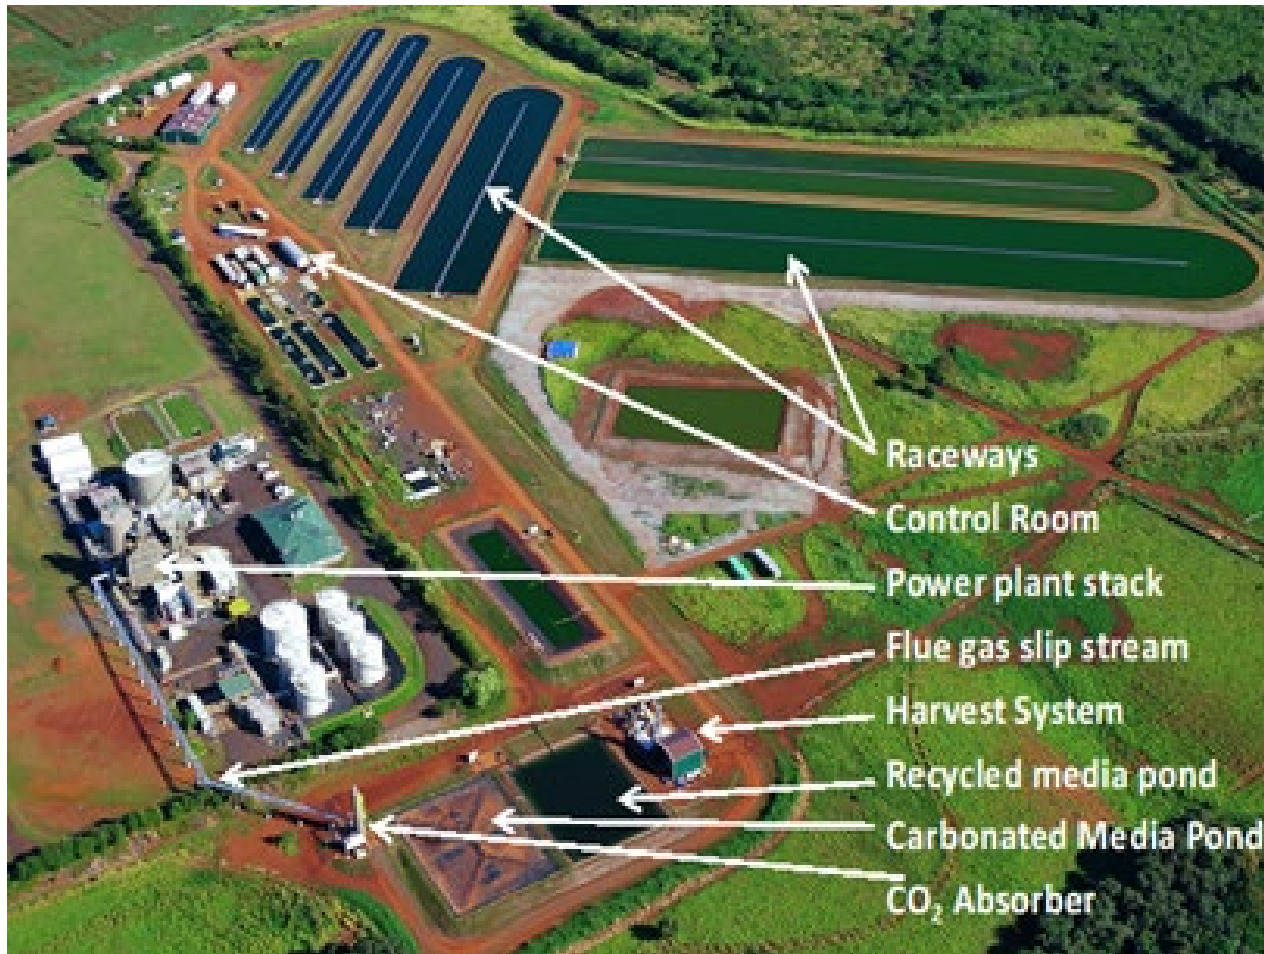 Raceways
Control Room
Power plant stack
Flue gas slip stream
Harvest System
Recycled media pond
Carbonated Media Pond
CO₂ Absorber